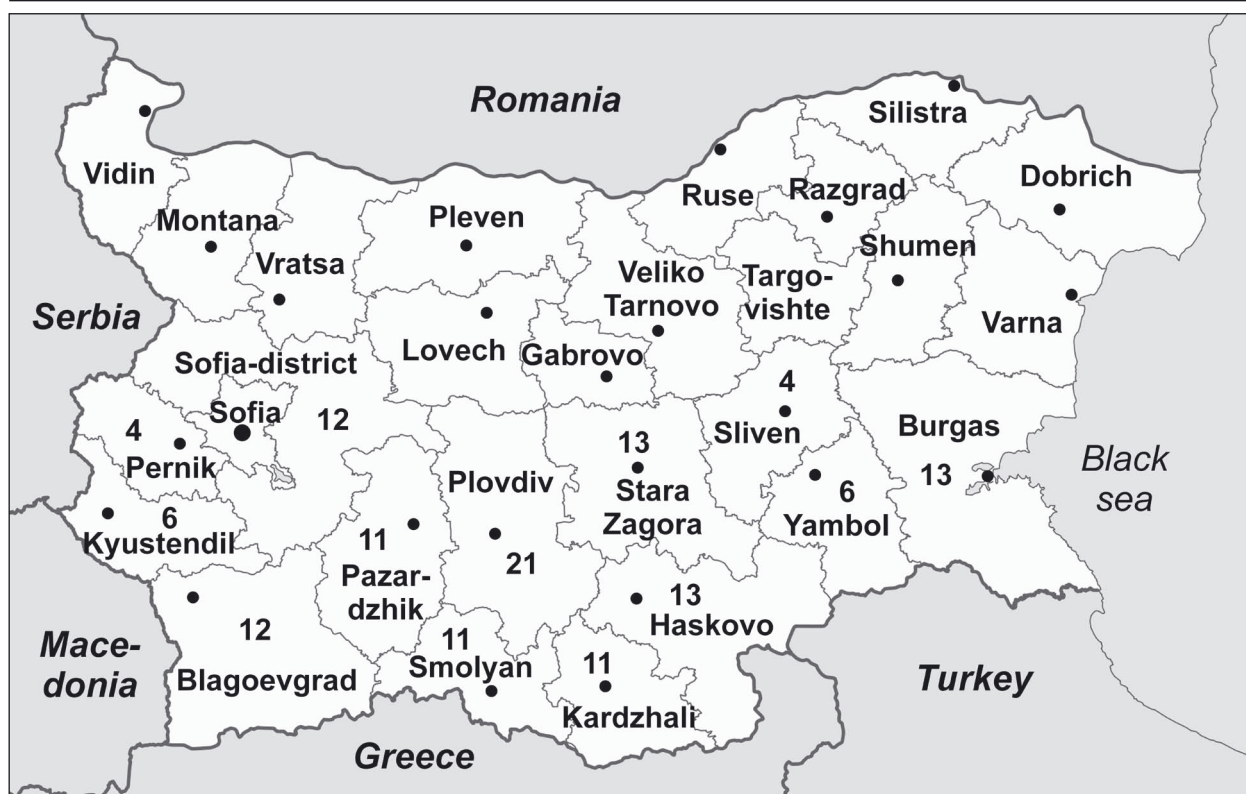 Romania
Silistra
Vidin
Ruse
Razgrad
Dobrich
Montana
Pleven
Vratsa
Shumen
Veliko
Tarnovo
Targo-
vishte
Serbia
Varna
Sofia-district
Lovech
Gabrovo
4
Sofia
12
4
Pernik
13
Stara
Zagora
Sliven
Burgas
13
Black
sea
Plovdiv
21
6
Yambol
6
Kyustendil
11
Pazar-
dzhik
13
Haskovo
12
Blagoevgrad
11
Smolyan
11
Kardzhali
Mace-
donia
Turkey
Greece